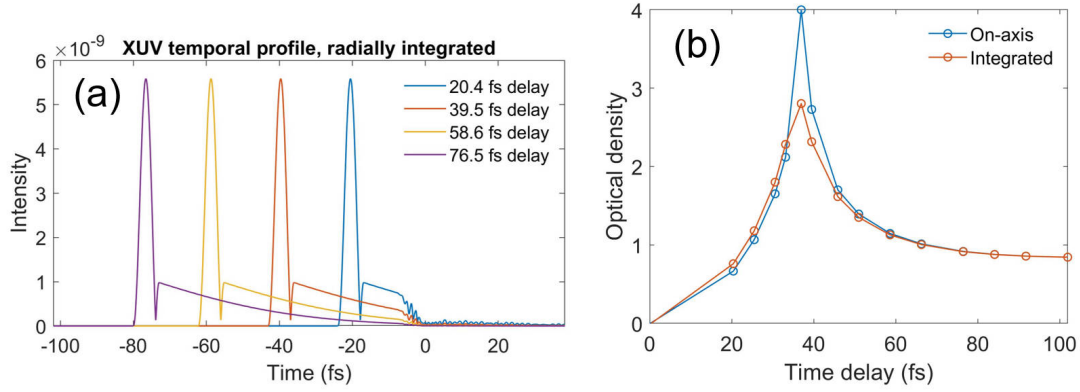 ×10⁻⁹
XUV temporal profile, radially integrated
(a)
20.4 fs delay
39.5 fs delay
58.6 fs delay
76.5 fs delay
Intensity
6
5
4
3
2
1
0
-100
-80
-60
-40
-20
0
20
Time (fs)
(b)
On-axis
Integrated
Optical density
4
3
2
1
0
0
20
40
60
80
100
Time delay (fs)